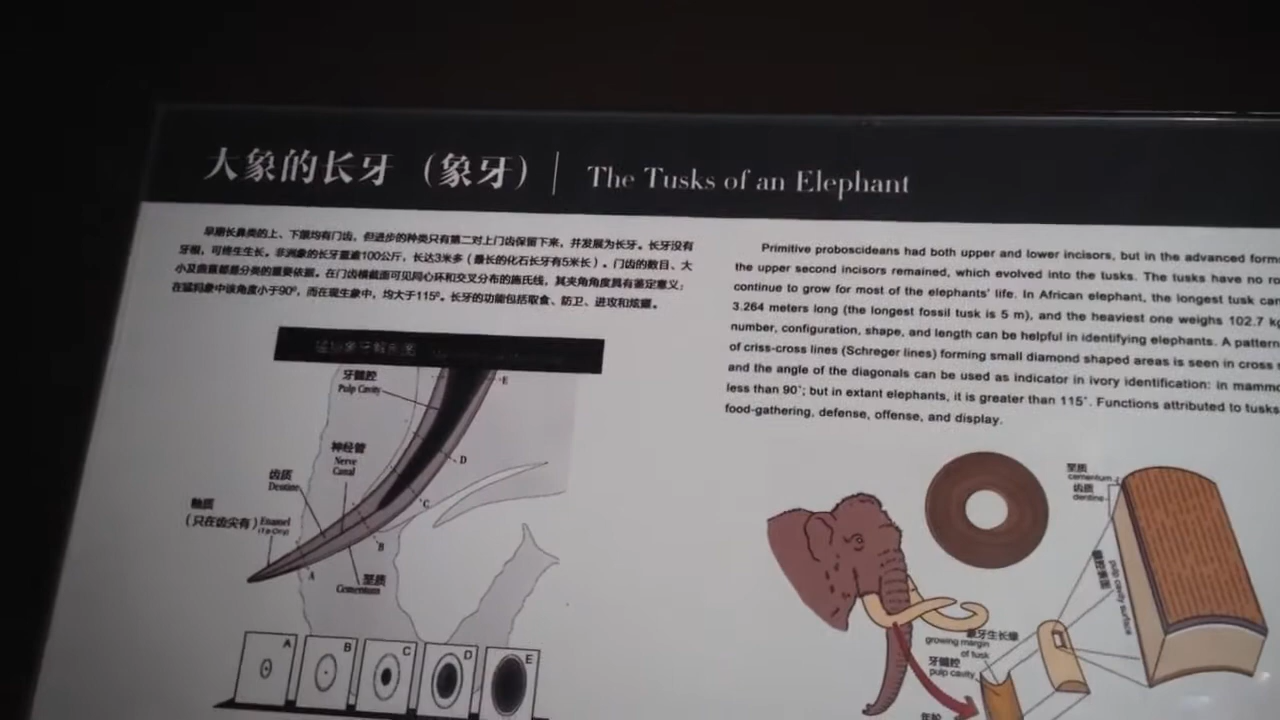 大象的长牙（象牙） | The Tusks of an Elephant
早期长鼻类的上、下颌均有门齿，但进步的种类只有第二对上门齿保留下来，并发展为长牙。长牙没有
牙根，可终生生长。非洲象的长牙重逾100公斤，长达3米多（最长的化石长牙有5米长）。门齿的数目、大
小及曲直都是分类的重要依据。在门齿横截面可见同心环和交叉分布的施氏线，其夹角角度具有鉴定意义：
在猛犸象中该角度小于90°，而在现生象中，均大于115°。长牙的功能包括取食、防卫、进攻和炫耀。
Primitive proboscideans had both upper and lower incisors, but in the advanced form
the upper second incisors remained, which evolved into the tusks. The tusks have no
continue to grow for most of the elephants' life. In African elephant, the longest tusk can
3.264 meters long (the longest fossil tusk is 5 m), and the heaviest one weighs 102.7
number, configuration, shape, and length can be helpful in identifying elephants. A pattern
of criss-cross lines (Schreger lines) forming small diamond shaped areas is seen in cross
and the angle of the diagonals can be used as indicator in ivory identification: in
less than 90°; but in extant elephants, it is greater than 115°. Functions attributed to tusks
food-gathering, defense, offense, and display.
牙髓腔
Pulp Cavity
E
神经管
Nerve
Canal
D
齿质
Dentine
C
釉质
（只在齿尖有）
Enamel
(Tip Only)
B
A
垩质
Cementum
A
B
C
D
E
垩质
cementum
齿质
dentine
pulp cavity surface
象牙生长缘
growing margin
of tusk
牙髓腔
pulp cavity
年轮